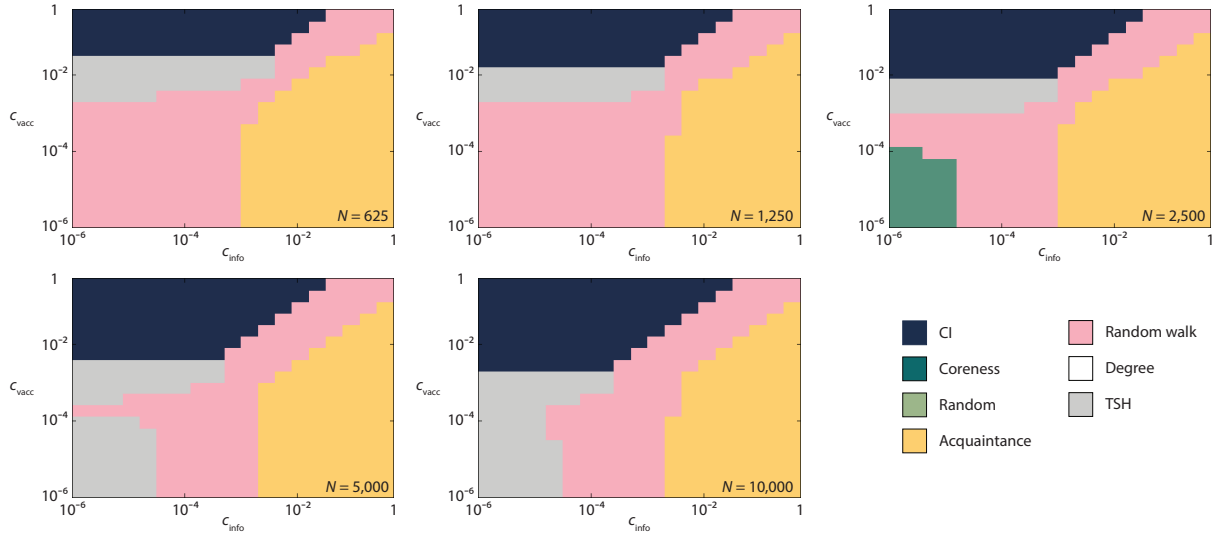 1
10⁻²
c_vacc
10⁻⁴
10⁻⁶
N = 625
10⁻⁶ 10⁻⁴ 10⁻² 1
c_info
1
10⁻²
c_vacc
10⁻⁴
10⁻⁶
N = 1,250
10⁻⁶ 10⁻⁴ 10⁻² 1
c_info
1
10⁻²
c_vacc
10⁻⁴
10⁻⁶
N = 2,500
10⁻⁶ 10⁻⁴ 10⁻² 1
c_info
1
10⁻²
c_vacc
10⁻⁴
10⁻⁶
N = 5,000
10⁻⁶ 10⁻⁴ 10⁻² 1
c_info
1
10⁻²
c_vacc
10⁻⁴
10⁻⁶
N = 10,000
10⁻⁶ 10⁻⁴ 10⁻² 1
c_info
CI
Coreness
Random
Acquaintance
Random walk
Degree
TSH